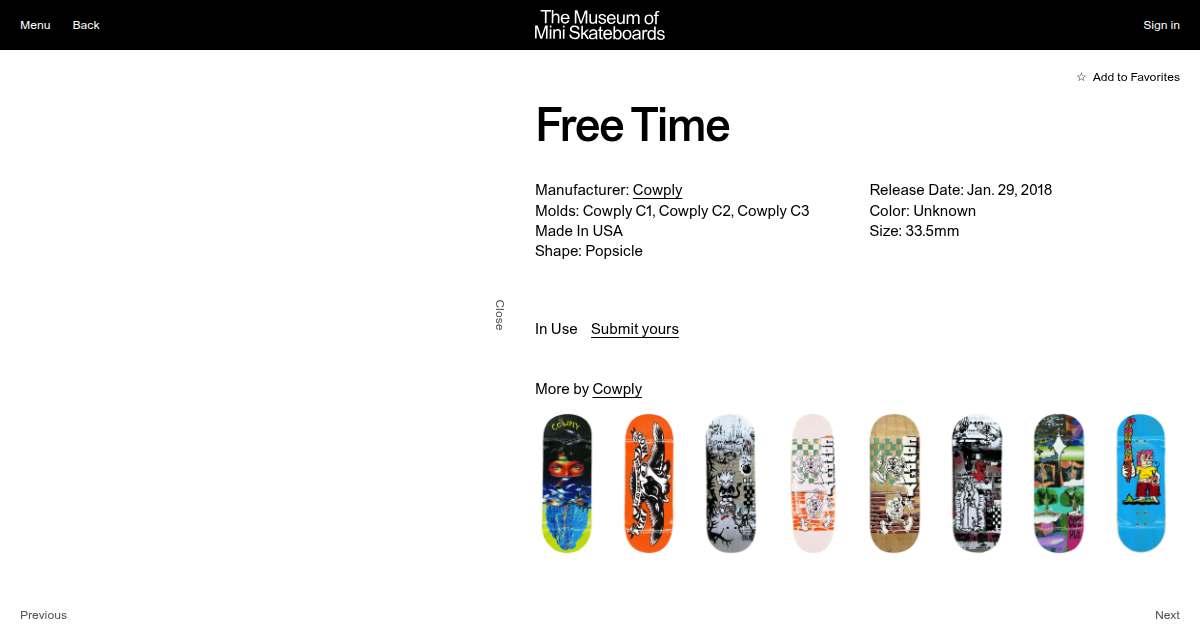 Menu
Back
The Museum of
Mini Skateboards
Sign in
☆ Add to Favorites
Free Time
Manufacturer: Cowply
Molds: Cowply C1, Cowply C2, Cowply C3
Made In USA
Shape: Popsicle
Release Date: Jan. 29, 2018
Color: Unknown
Size: 33.5mm
Close
In Use Submit yours
More by Cowply
COWPLY
Previous
Next